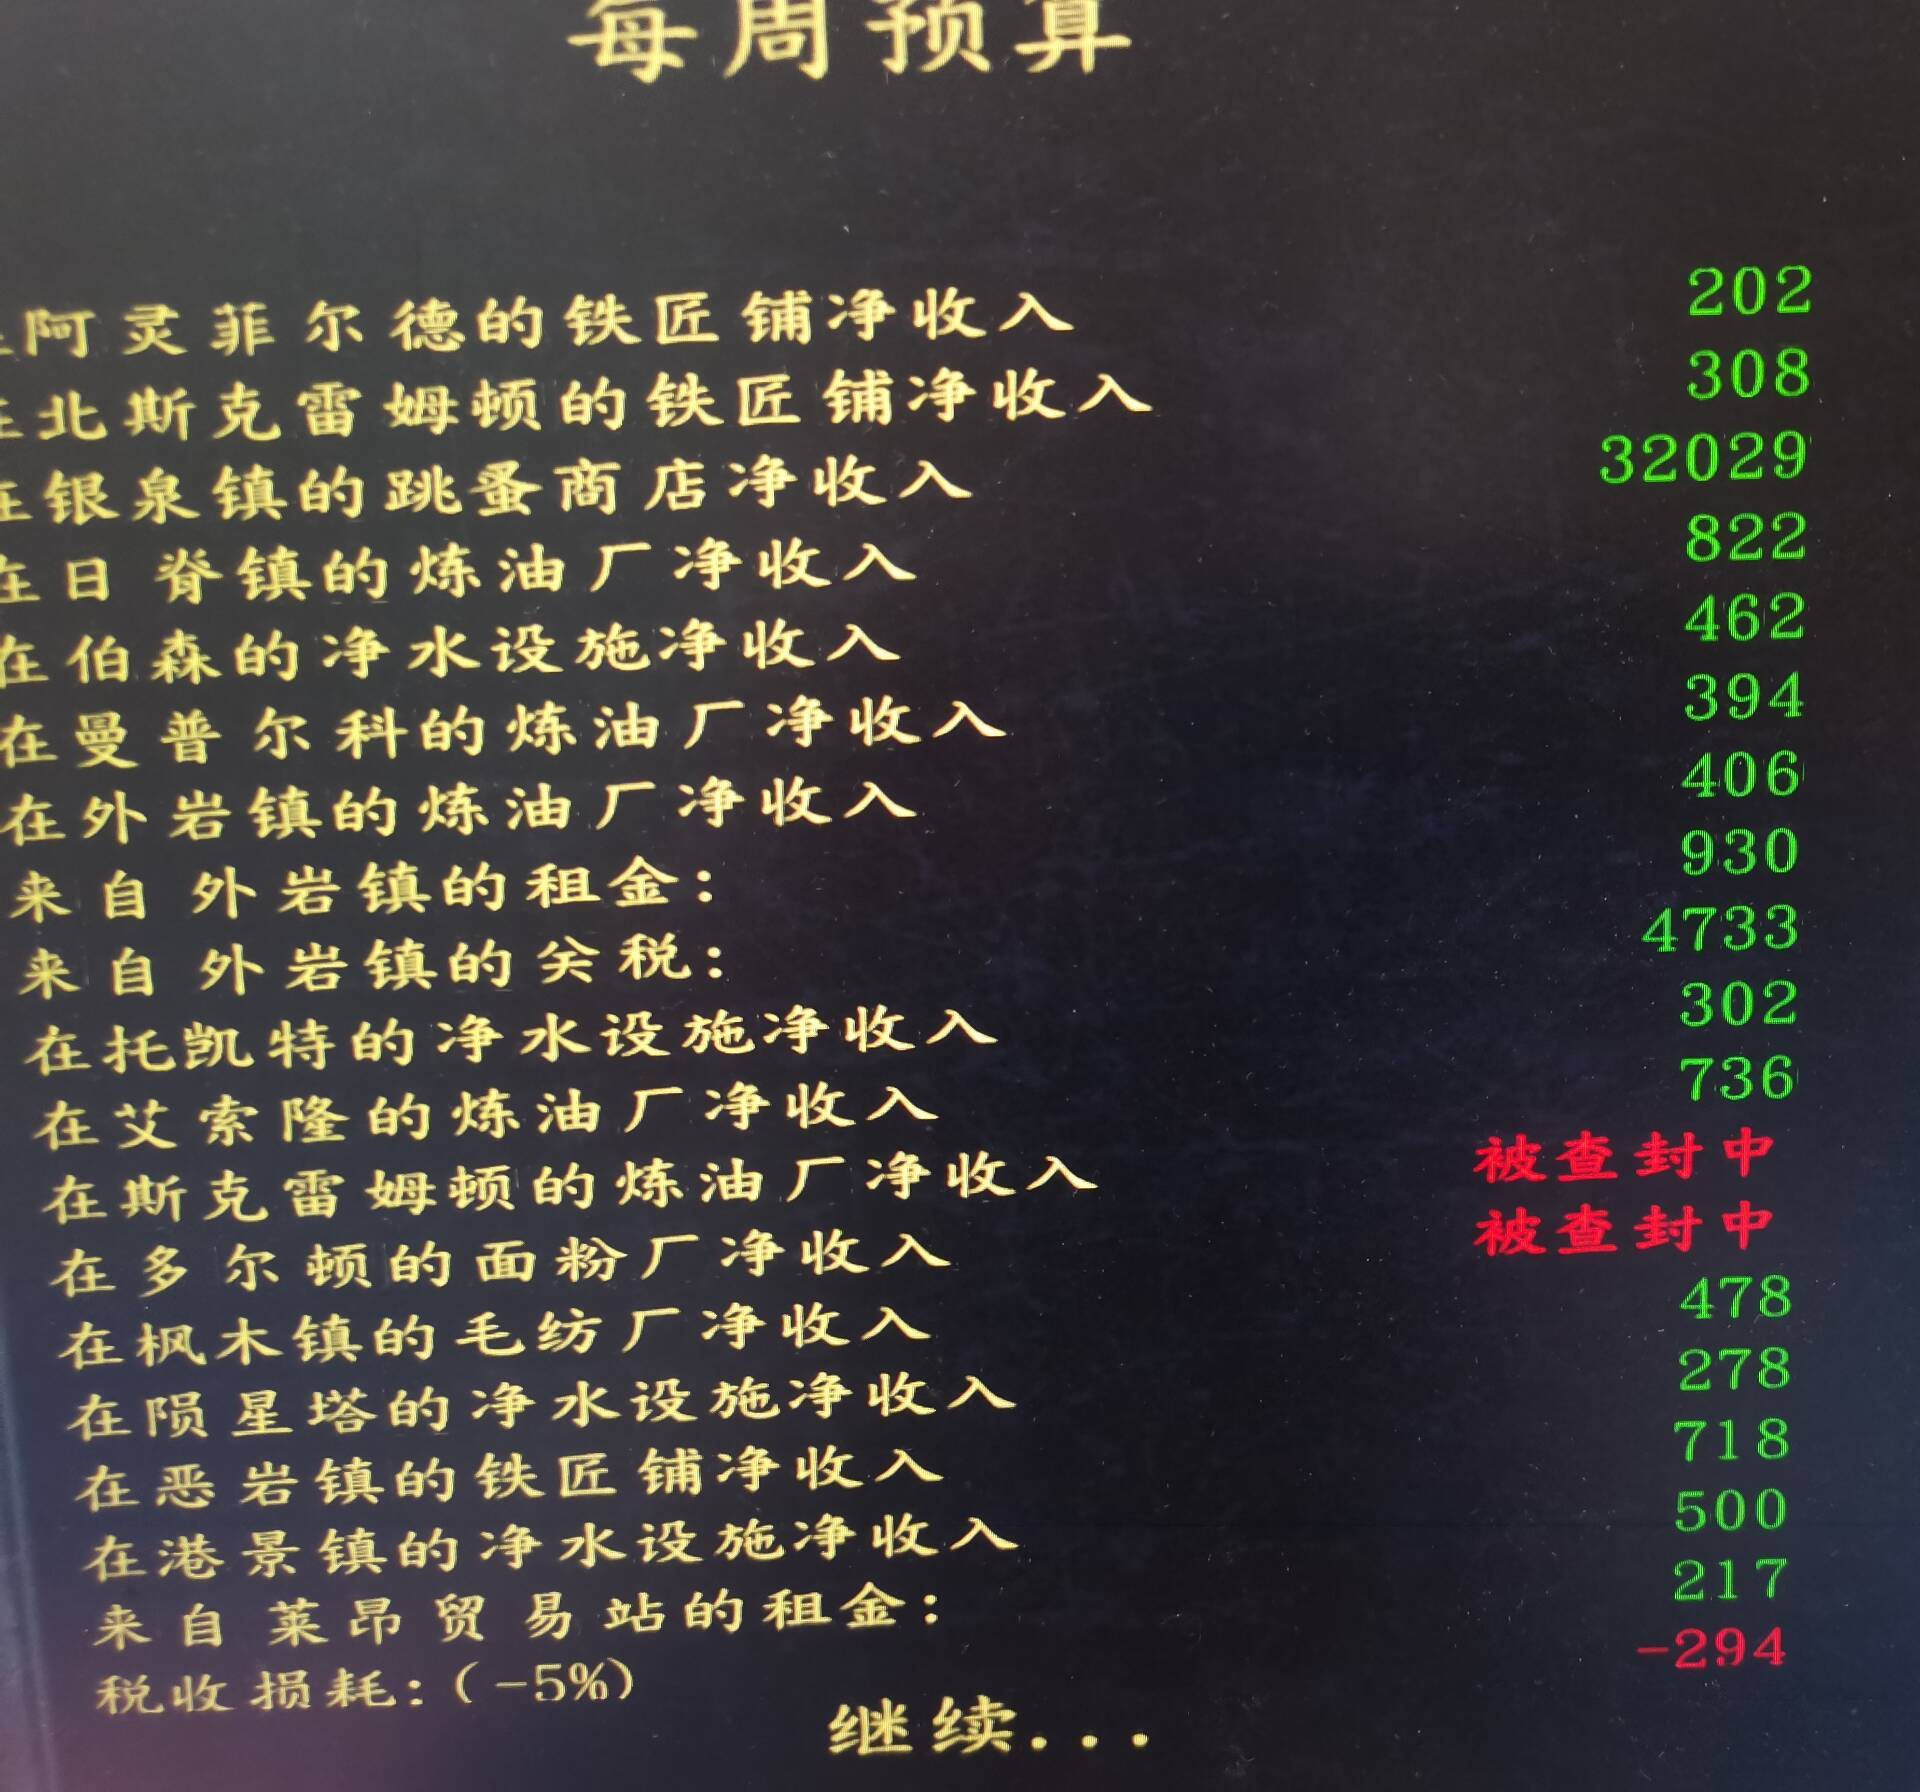 每周预算
在阿灵菲尔德的铁匠铺净收入 202
在北斯克雷姆顿的铁匠铺净收入 308
在银泉镇的跳蚤商店净收入 32029
在日脊镇的炼油厂净收入 822
在伯森的净水设施净收入 462
在曼普尔科的炼油厂净收入 394
在外岩镇的炼油厂净收入 406
来自外岩镇的租金: 930
来自外岩镇的关税: 4733
在托凯特的净水设施净收入 302
在艾索隆的炼油厂净收入 736
在斯克雷姆顿的炼油厂净收入 被查封中
在多尔顿的面粉厂净收入 被查封中
在枫木镇的毛纺厂净收入 478
在陨星塔的净水设施净收入 278
在恶岩镇的铁匠铺净收入 718
在港景镇的净水设施净收入 500
来自莱昂贸易站的租金: 217
税收损耗:(-5%) -294
继续...